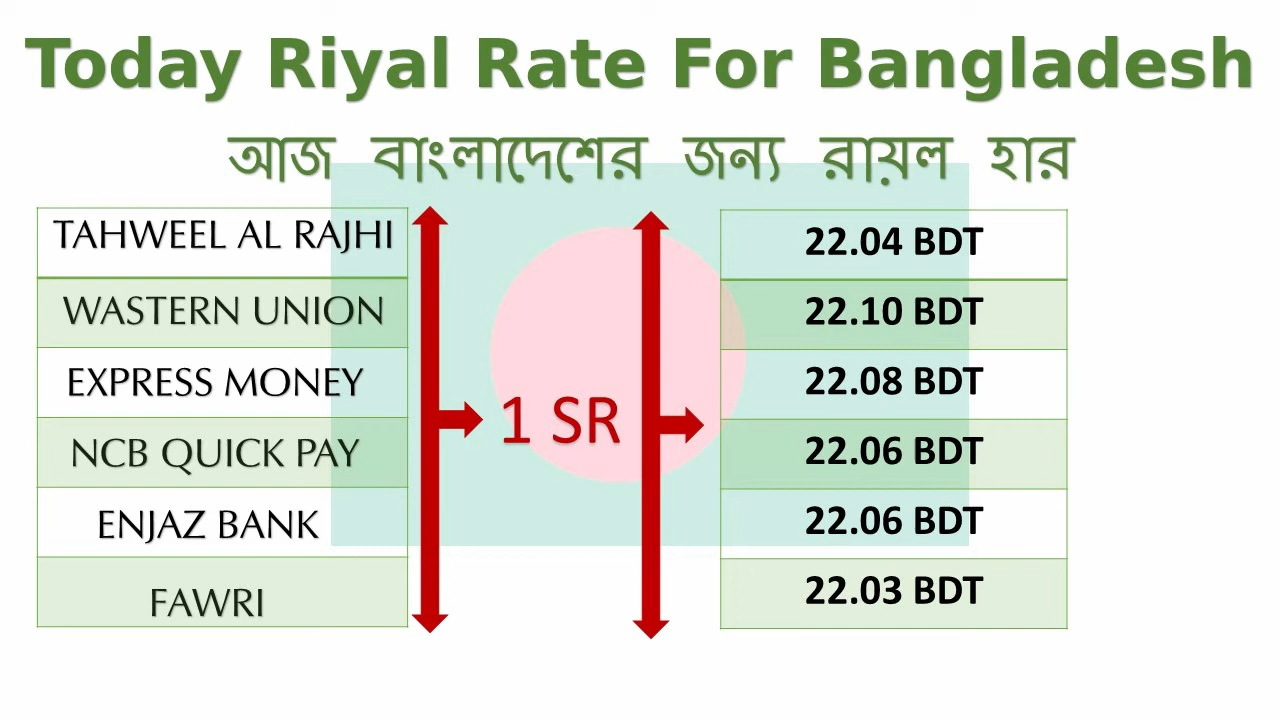 Today Riyal Rate For Bangladesh
আজ বাংলাদেশের জন্য রায়ল হার
TAHWEEL AL RAJHI 22.04 BDT
WASTERN UNION 22.10 BDT
EXPRESS MONEY 22.08 BDT
1 SR
NCB QUICK PAY 22.06 BDT
ENJAZ BANK 22.06 BDT
FAWRI 22.03 BDT